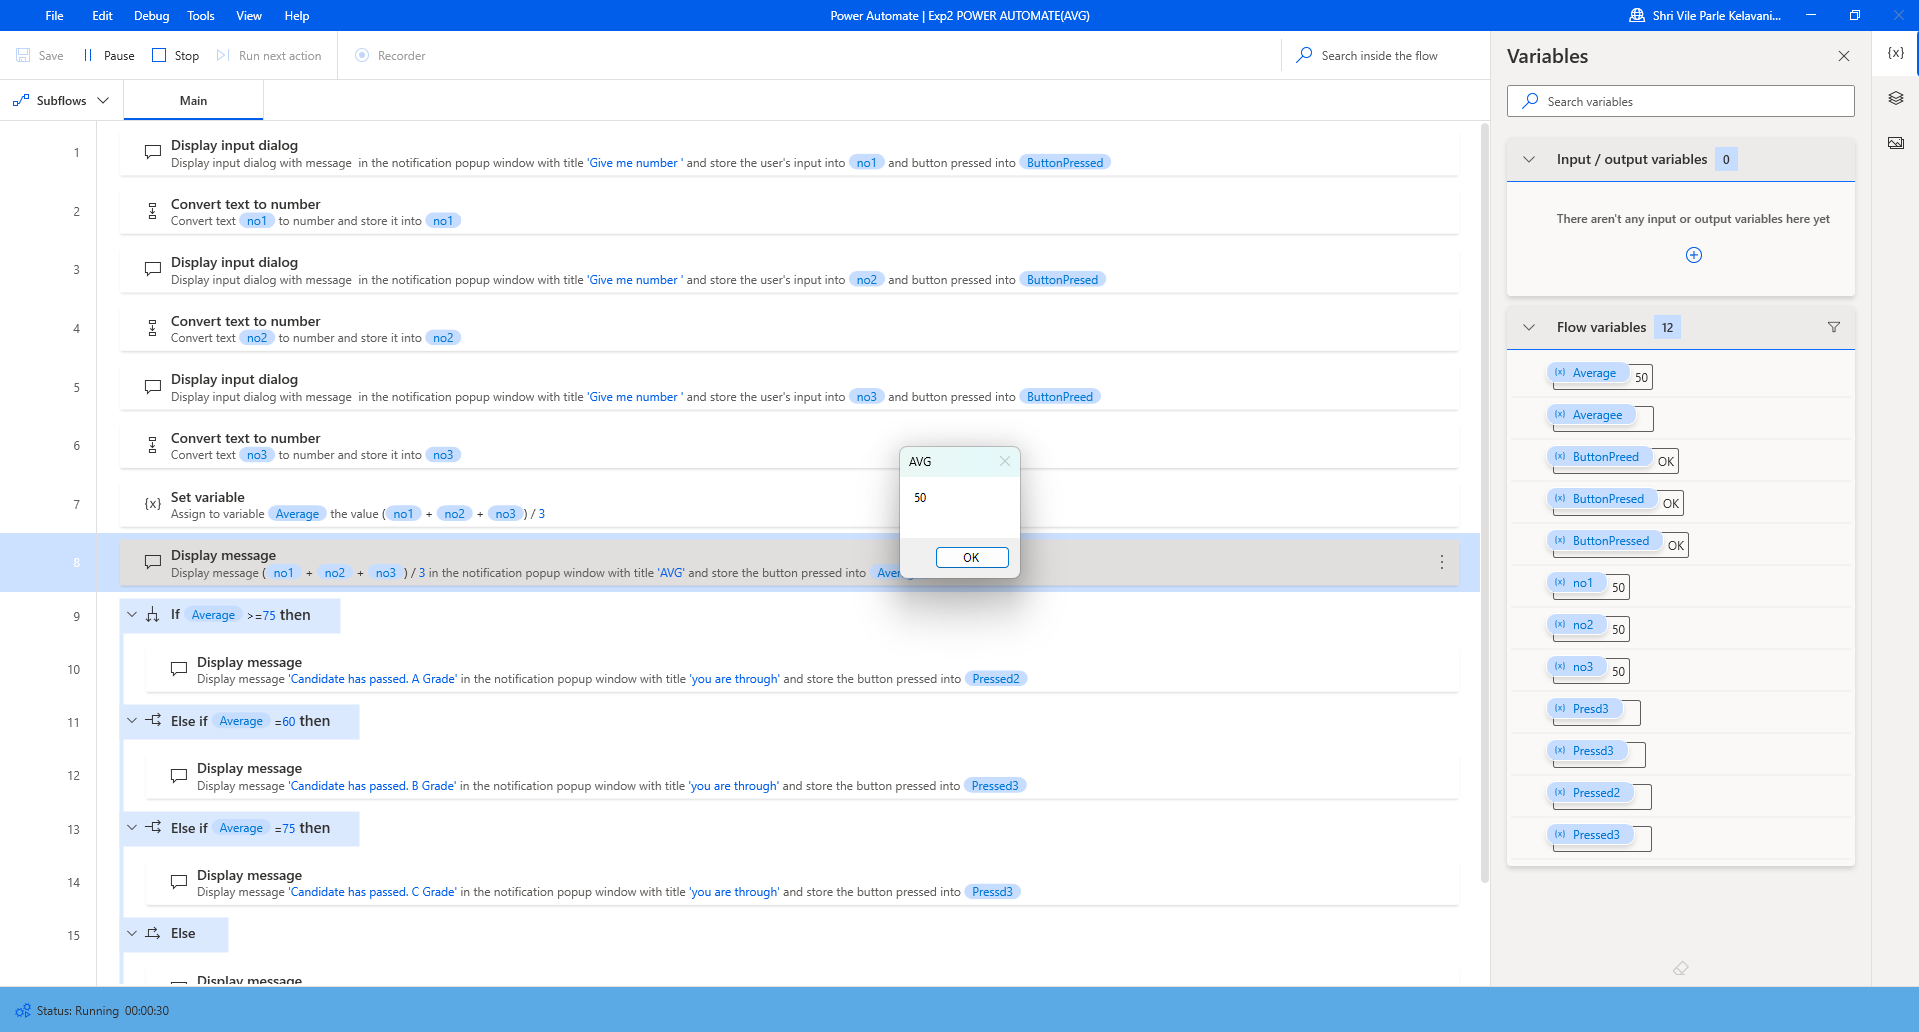 File Edit Debug Tools View Help
Power Automate | Exp2 POWER AUTOMATE(AVG)
Shri Vile Parle Kelavani...
Save Pause Stop Run next action Recorder
Search inside the flow
Subflows Main
1
Display input dialog
Display input dialog with message in the notification popup window with title 'Give me number ' and store the user's input into no1 and button pressed into ButtonPressed
2
Convert text to number
Convert text no1 to number and store it into no1
3
Display input dialog
Display input dialog with message in the notification popup window with title 'Give me number ' and store the user's input into no2 and button pressed into ButtonPresed
4
Convert text to number
Convert text no2 to number and store it into no2
5
Display input dialog
Display input dialog with message in the notification popup window with title 'Give me number ' and store the user's input into no3 and button pressed into ButtonPreed
6
Convert text to number
Convert text no3 to number and store it into no3
7
{x} Set variable
Assign to variable Average the value ( no1 + no2 + no3 ) / 3
8
Display message
Display message ( no1 + no2 + no3 ) / 3 in the notification popup window with title 'AVG' and store the button pressed into
AVG
50
OK
9
If Average >=75 then
10
Display message
Display message 'Candidate has passed. A Grade' in the notification popup window with title 'you are through' and store the button pressed into Pressed2
11
Else if Average =60 then
12
Display message
Display message 'Candidate has passed. B Grade' in the notification popup window with title 'you are through' and store the button pressed into Pressed3
13
Else if Average =75 then
14
Display message
Display message 'Candidate has passed. C Grade' in the notification popup window with title 'you are through' and store the button pressed into Pressd3
15
Else
Display message
Variables
{x}
Search variables
Input / output variables 0
There aren't any input or output variables here yet
Flow variables 12
(x) Average 50
(x) Averagee
(x) ButtonPreed OK
(x) ButtonPresed OK
(x) ButtonPressed OK
(x) no1 50
(x) no2 50
(x) no3 50
(x) Presd3
(x) Pressd3
(x) Pressed2
(x) Pressed3
Status: Running 00:00:30